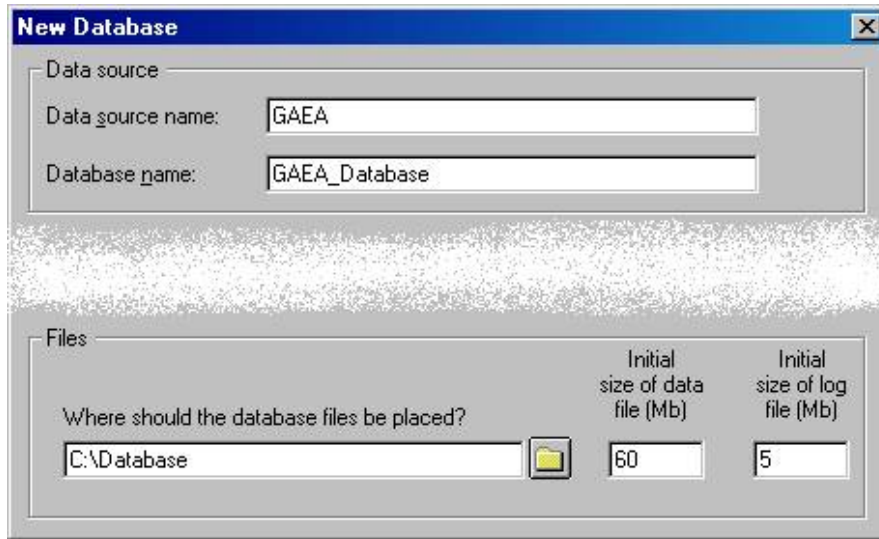 New Database
Data source
Data source name: GAEA
Database name: GAEA_Database
Files
Initial size of data file (Mb)
Initial size of log file (Mb)
Where should the database files be placed?
C:\Database 60 5